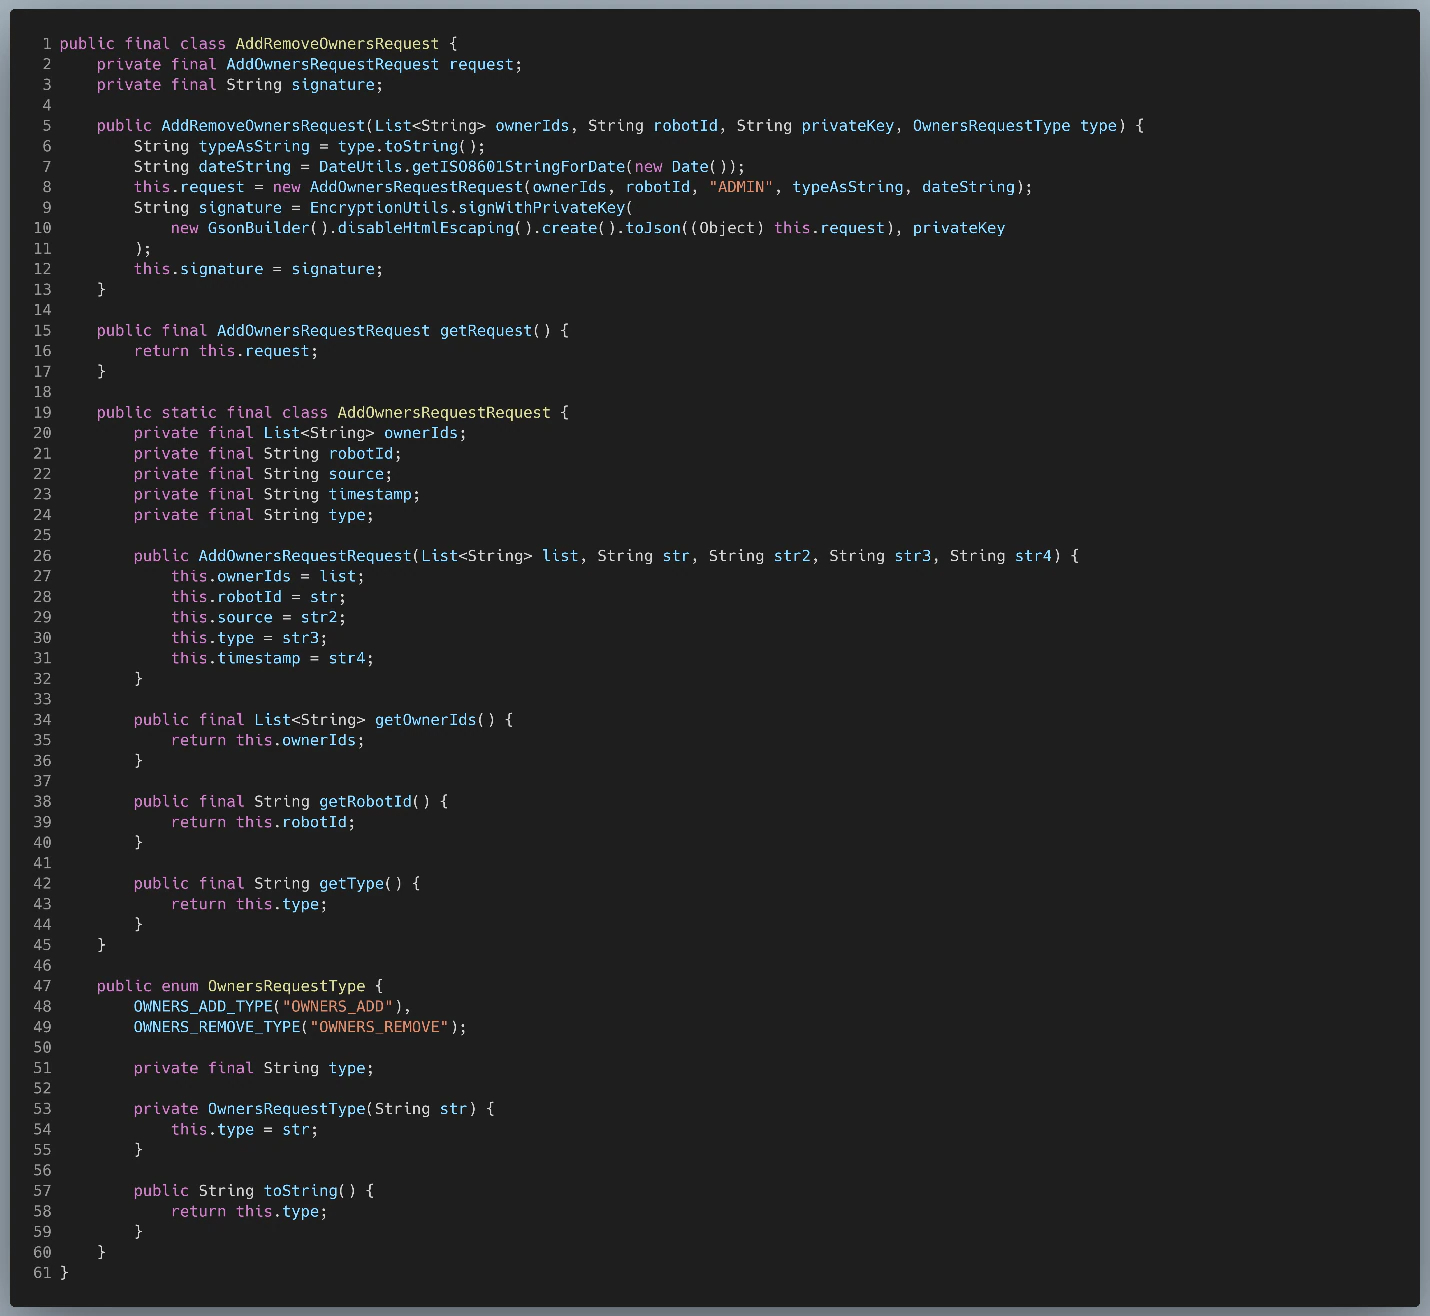 1 public final class AddRemoveOwnersRequest {
2     private final AddOwnersRequestRequest request;
3     private final String signature;
4
5     public AddRemoveOwnersRequest(List<String> ownerIds, String robotId, String privateKey, OwnersRequestType type) {
6         String typeAsString = type.toString();
7         String dateString = DateUtils.getISO8601StringForDate(new Date());
8         this.request = new AddOwnersRequestRequest(ownerIds, robotId, "ADMIN", typeAsString, dateString);
9         String signature = EncryptionUtils.signWithPrivateKey(
10             new GsonBuilder().disableHtmlEscaping().create().toJson((Object) this.request), privateKey
11         );
12         this.signature = signature;
13     }
14
15     public final AddOwnersRequestRequest getRequest() {
16         return this.request;
17     }
18
19     public static final class AddOwnersRequestRequest {
20         private final List<String> ownerIds;
21         private final String robotId;
22         private final String source;
23         private final String timestamp;
24         private final String type;
25
26         public AddOwnersRequestRequest(List<String> list, String str, String str2, String str3, String str4) {
27             this.ownerIds = list;
28             this.robotId = str;
29             this.source = str2;
30             this.type = str3;
31             this.timestamp = str4;
32         }
33
34         public final List<String> getOwnerIds() {
35             return this.ownerIds;
36         }
37
38         public final String getRobotId() {
39             return this.robotId;
40         }
41
42         public final String getType() {
43             return this.type;
44         }
45     }
46
47     public enum OwnersRequestType {
48         OWNERS_ADD_TYPE("OWNERS_ADD"),
49         OWNERS_REMOVE_TYPE("OWNERS_REMOVE");
50
51         private final String type;
52
53         private OwnersRequestType(String str) {
54             this.type = str;
55         }
56
57         public String toString() {
58             return this.type;
59         }
60     }
61 }